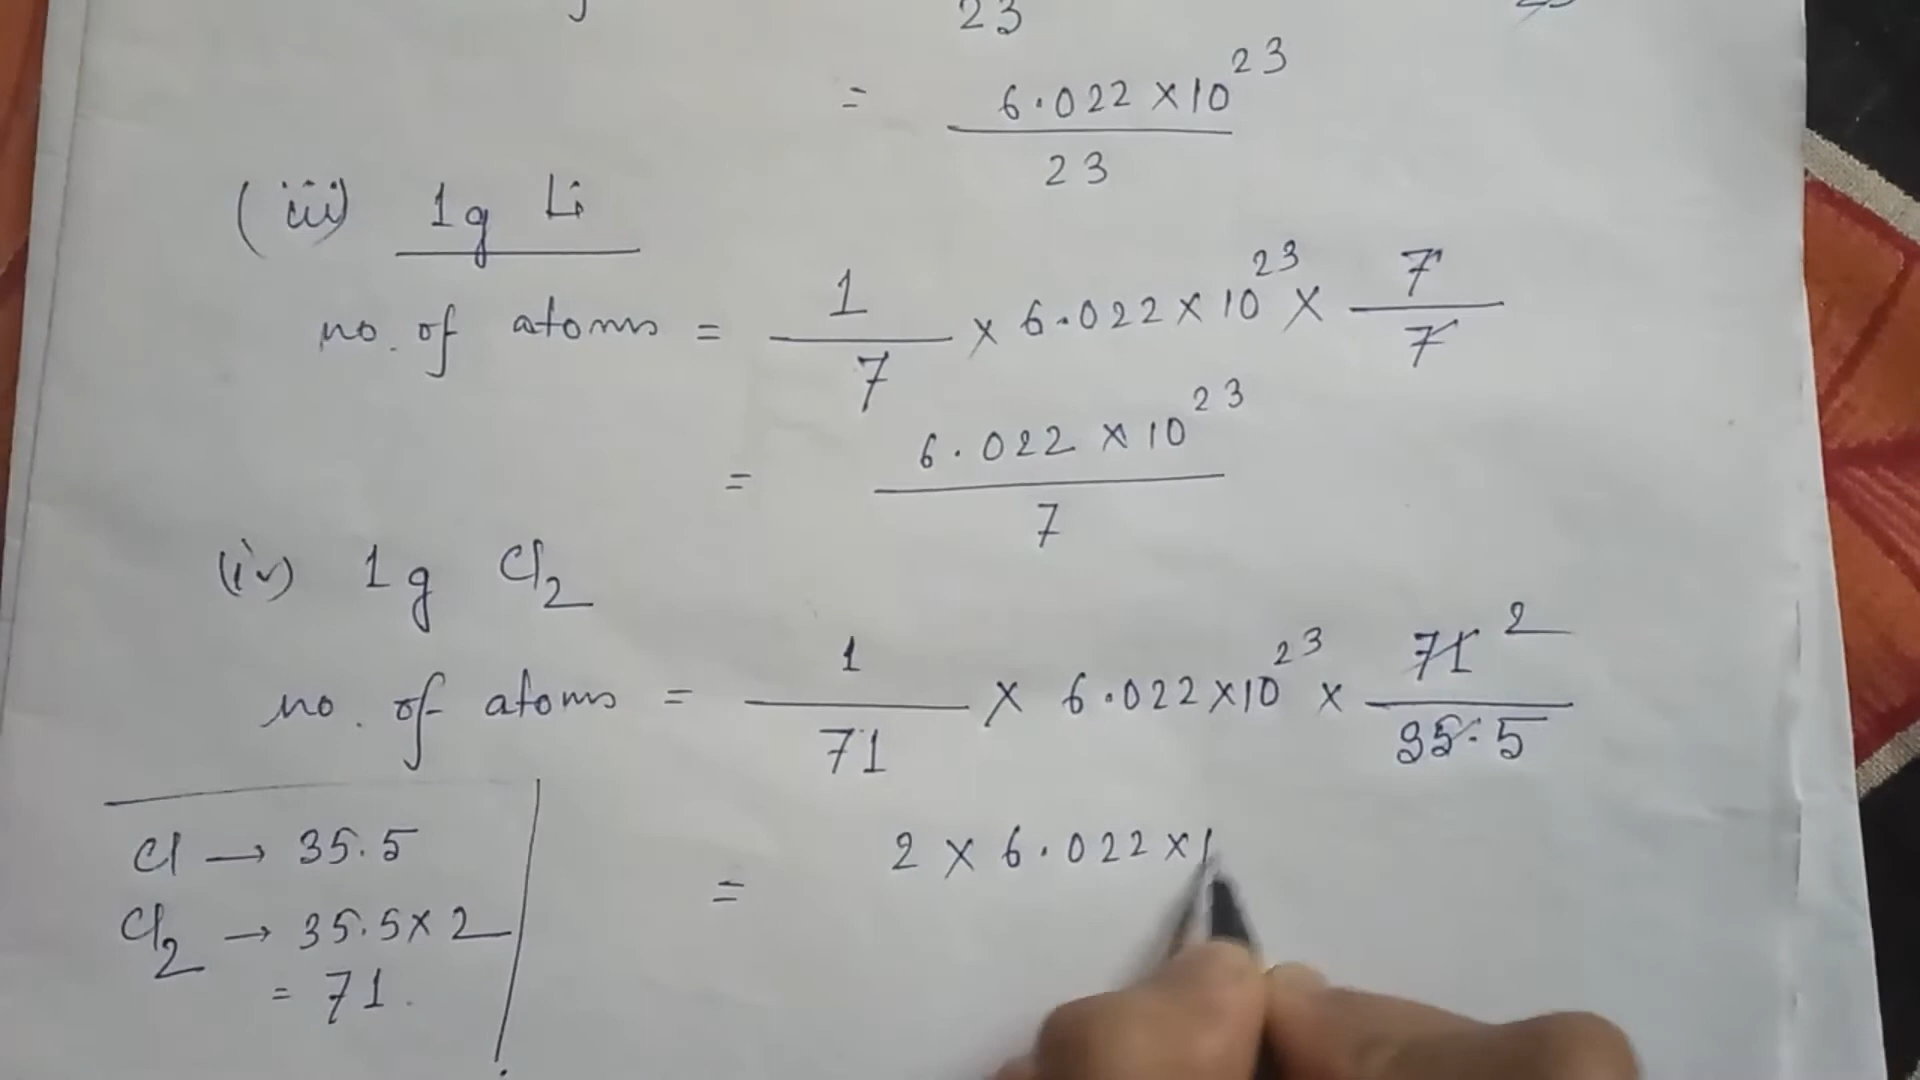 23
= 6.022 × 10^23 / 23
(iii) 1g Li
no. of atoms = 1/7 × 6.022 × 10^23 × 7/7
= 6.022 × 10^23 / 7
(iv) 1g Cl2
no. of atoms = 1/71 × 6.022 × 10^23 × 71 2/35.5
= 2 × 6.022 × 1
Cl → 35.5
Cl2 → 35.5 × 2
= 71.